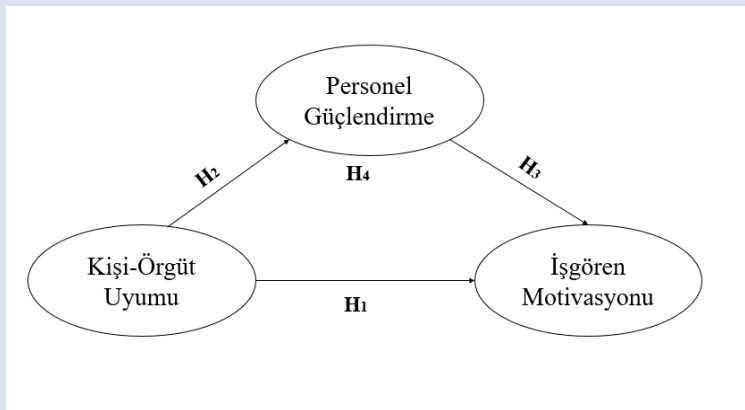 Personel
Güçlendirme
H2
H4
H3
Kişi-Örgüt
Uyumu
İşgören
Motivasyonu
H1